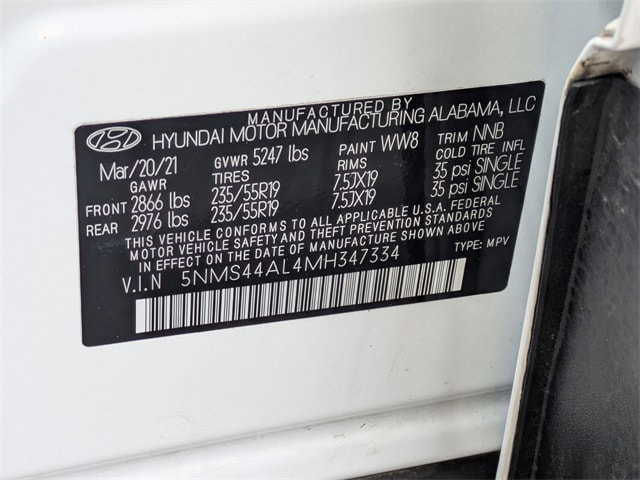 MANUFACTURED BY
HYUNDAI MOTOR MANUFACTURING ALABAMA, LLC
Mar/20/21 GVWR 5247 lbs PAINT WW8 TRIM NNB
GAWR TIRES RIMS COLD TIRE INFL
FRONT 2866 lbs 235/55R19 7.5JX19 35 psi SINGLE
REAR 2976 lbs 235/55R19 7.5JX19 35 psi SINGLE
THIS VEHICLE CONFORMS TO ALL APPLICABLE U.S.A. FEDERAL
MOTOR VEHICLE SAFETY AND THEFT PREVENTION STANDARDS
IN EFFECT ON THE DATE OF MANUFACTURE SHOWN ABOVE.
V.I.N 5NMS44AL4MH347334 TYPE: MPV